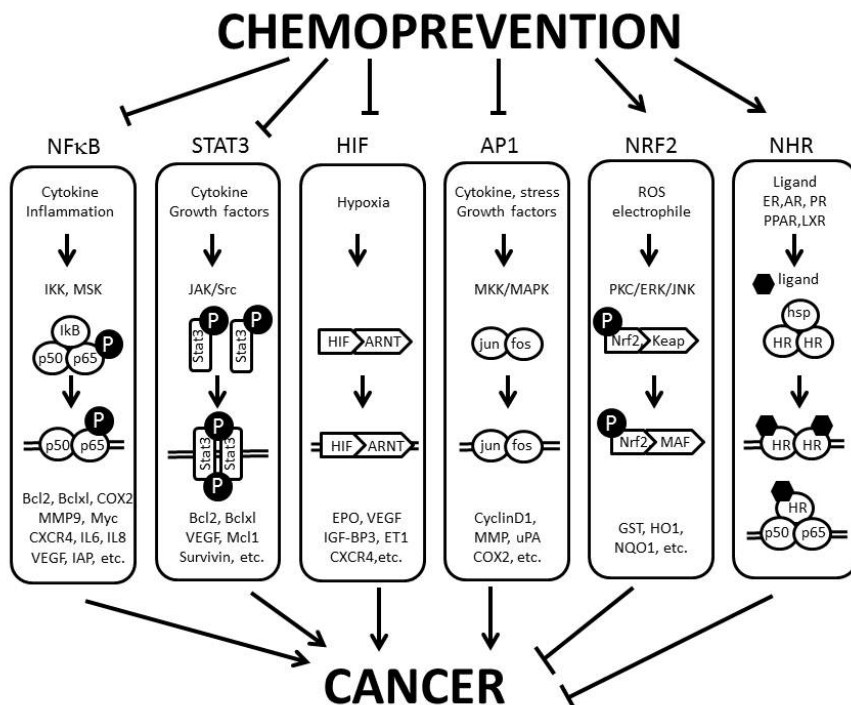 CHEMOPREVENTION
NFκB
STAT3
HIF
AP1
NRF2
NHR
Cytokine
Inflammation
IKK, MSK
IkB
p50
p65
P
P
p50
p65
Bcl2, Bclxl, COX2
MMP9, Myc
CXCR4, IL6, IL8
VEGF, IAP, etc.
Cytokine
Growth factors
JAK/Src
P
P
Stat3
Stat3
P
Stat3
Stat3
P
Bcl2, Bclxl
VEGF, Mcl1
Survivin, etc.
Hypoxia
HIF
ARNT
HIF
ARNT
EPO, VEGF
IGF-BP3, ET1
CXCR4,etc.
Cytokine, stress
Growth factors
MKK/MAPK
jun
fos
jun
fos
CyclinD1,
MMP, uPA
COX2, etc.
ROS
electrophile
PKC/ERK/JNK
P
Nrf2
Keap
P
Nrf2
MAF
GST, HO1,
NQO1, etc.
Ligand
ER,AR, PR
PPAR,LXR
ligand
hsp
HR
HR
HR
HR
HR
p50
p65
CANCER